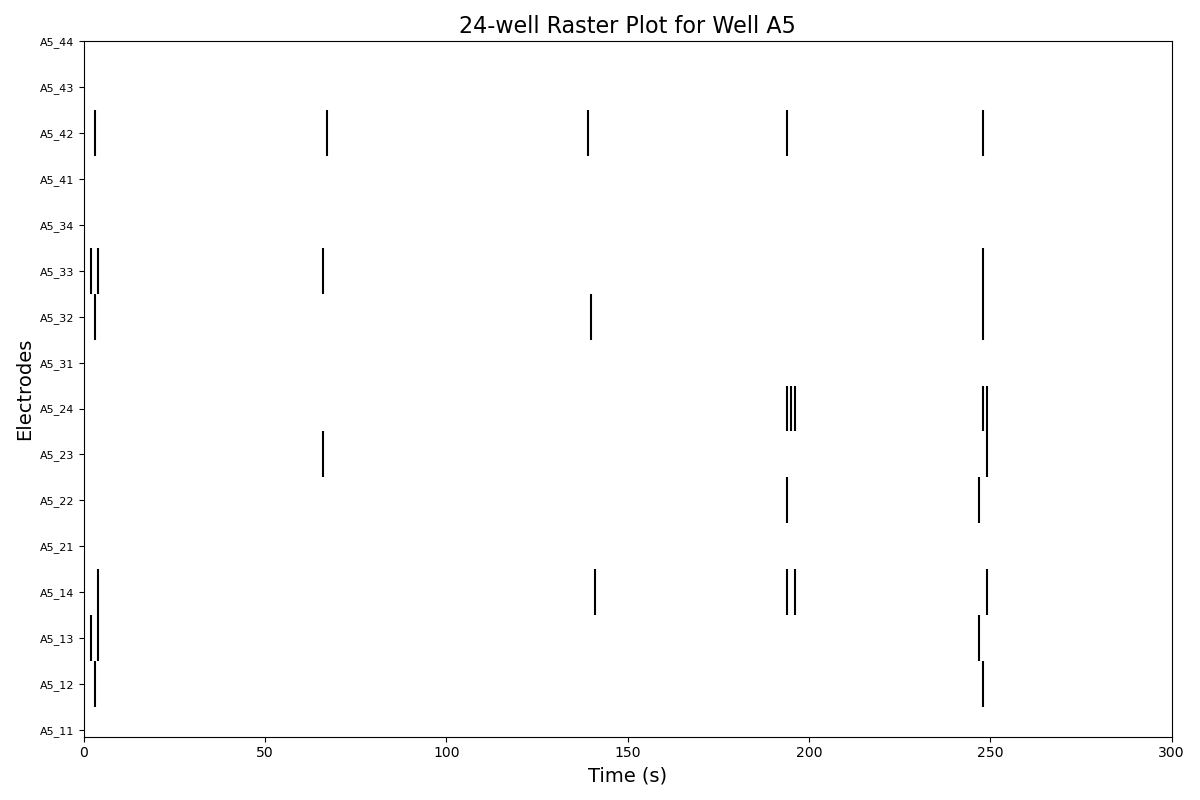 24-well Raster Plot for Well A5
A5_44
A5_43
A5_42
A5_41
A5_34
A5_33
A5_32
A5_31
A5_24
A5_23
A5_22
A5_21
A5_14
A5_13
A5_12
A5_11
Electrodes
0 50 100 150 200 250 300
Time (s)